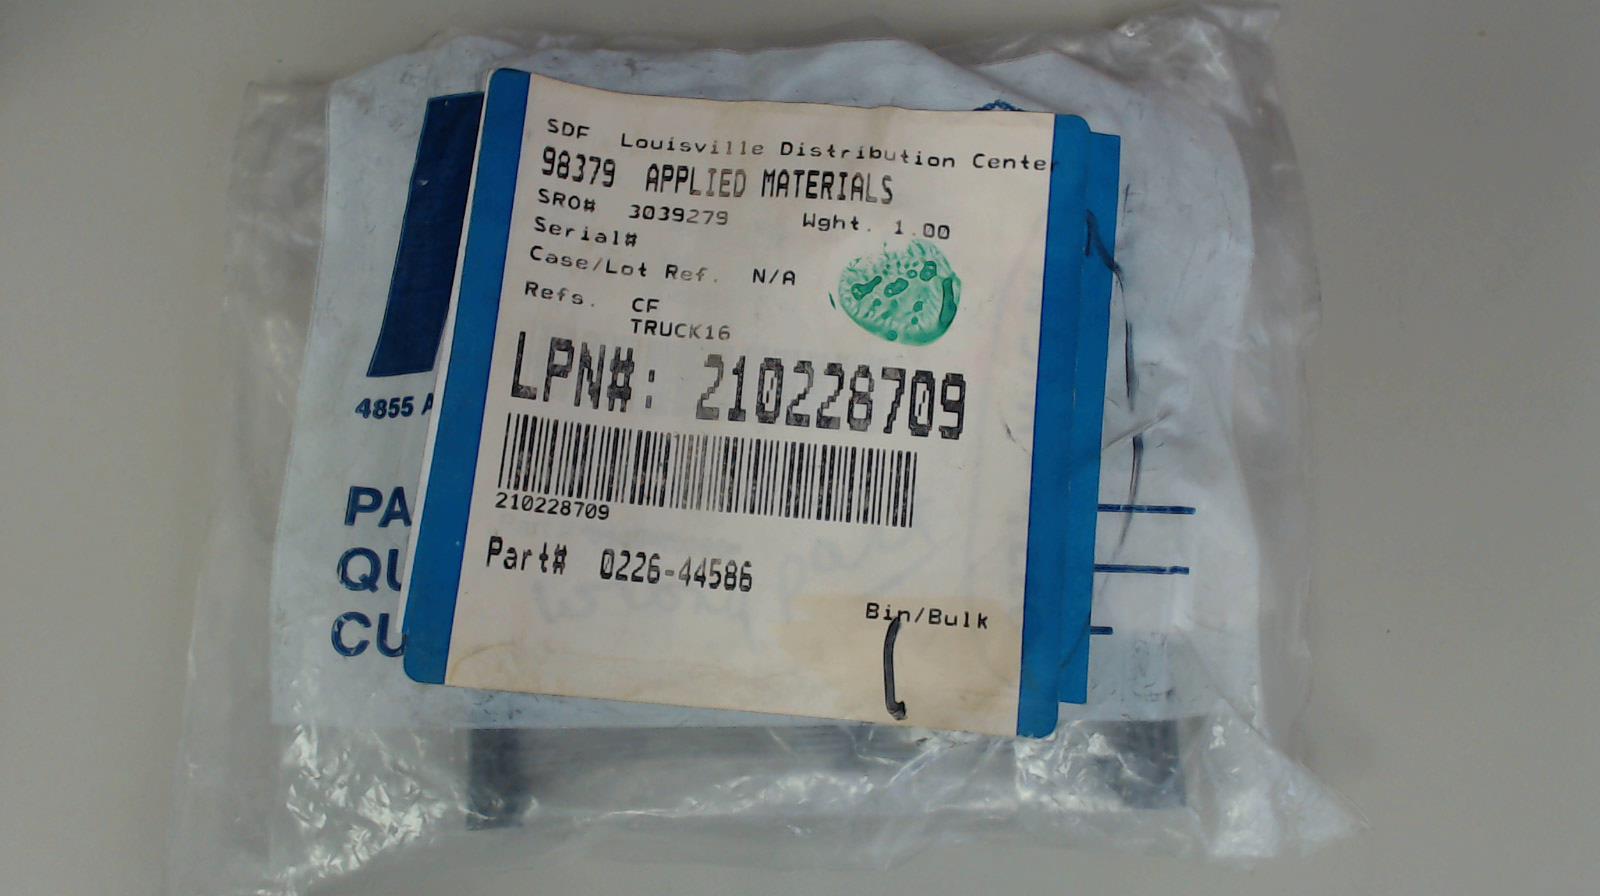 SDF Louisville Distribution Center
98379 APPLIED MATERIALS
SRO# 3039279 Wght. 1.00
Serial#
Case/Lot Ref. N/A
Refs. CF
TRUCK16
LPN#: 210228709
210228709
Part# 0226-44586
Bin/Bulk
4855 A
PA
QU
CU